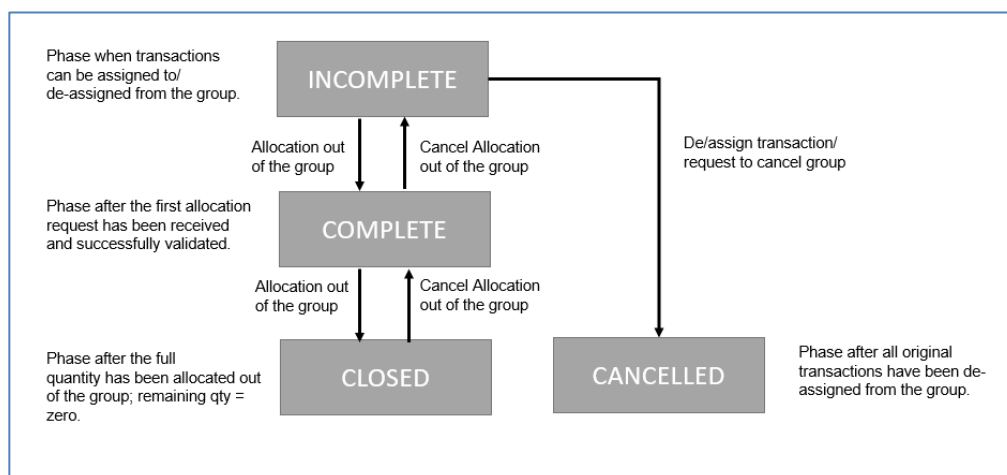 Phase when transactions
can be assigned to/
de-assigned from the group.
INCOMPLETE
Allocation out
of the group
Cancel Allocation
out of the group
De/assign transaction/
request to cancel group
Phase after the first allocation
request has been received
and successfully validated.
COMPLETE
Allocation out
of the group
Cancel Allocation
out of the group
Phase after the full
quantity has been allocated out
of the group; remaining qty =
zero.
CLOSED
CANCELLED
Phase after all original
transactions have been de-
assigned from the group.